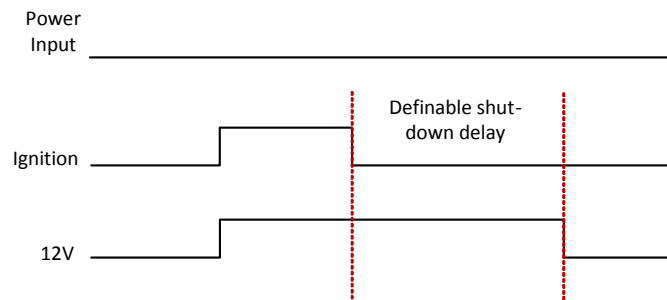 Power
Input
Definable shut-
down delay
Ignition
12V